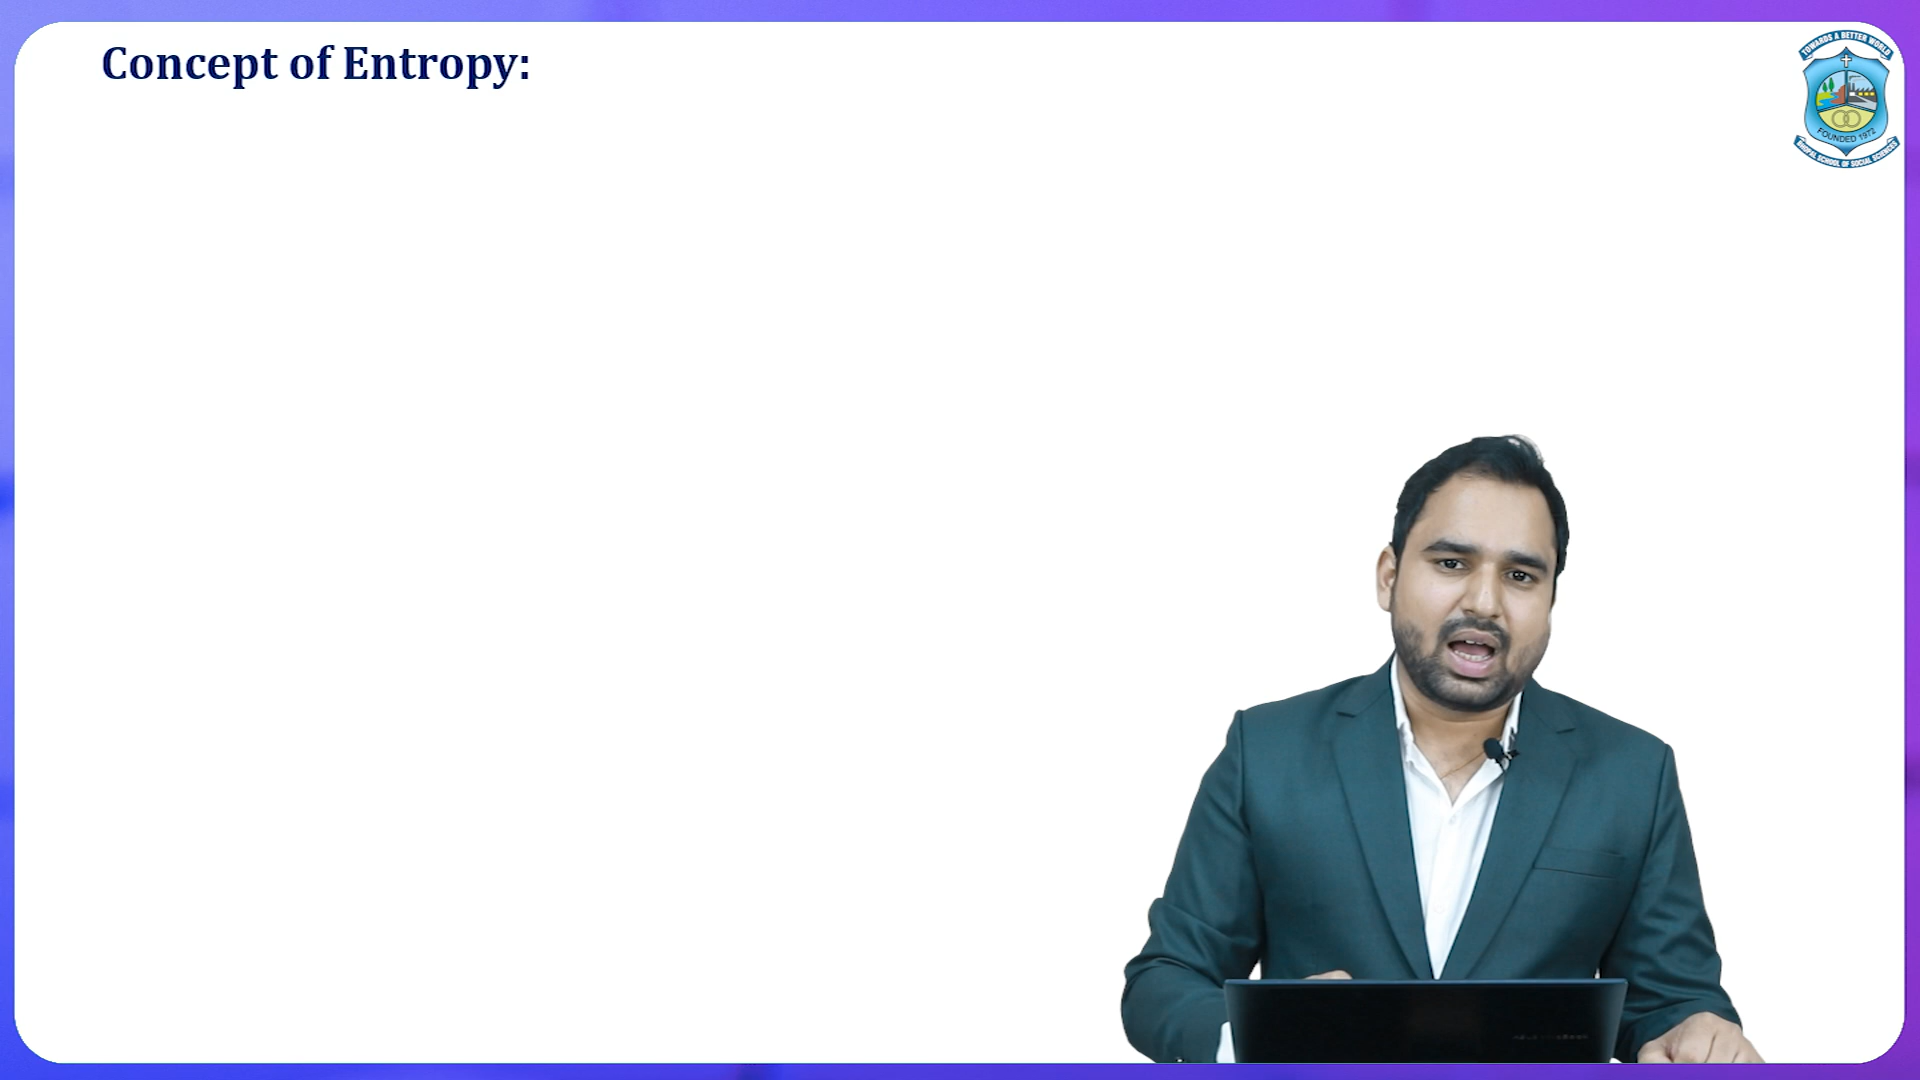 Concept of Entropy:
TOWARDS A BETTER WORLD
FOUNDED 1972
BHOPAL SCHOOL OF SOCIAL SCIENCES